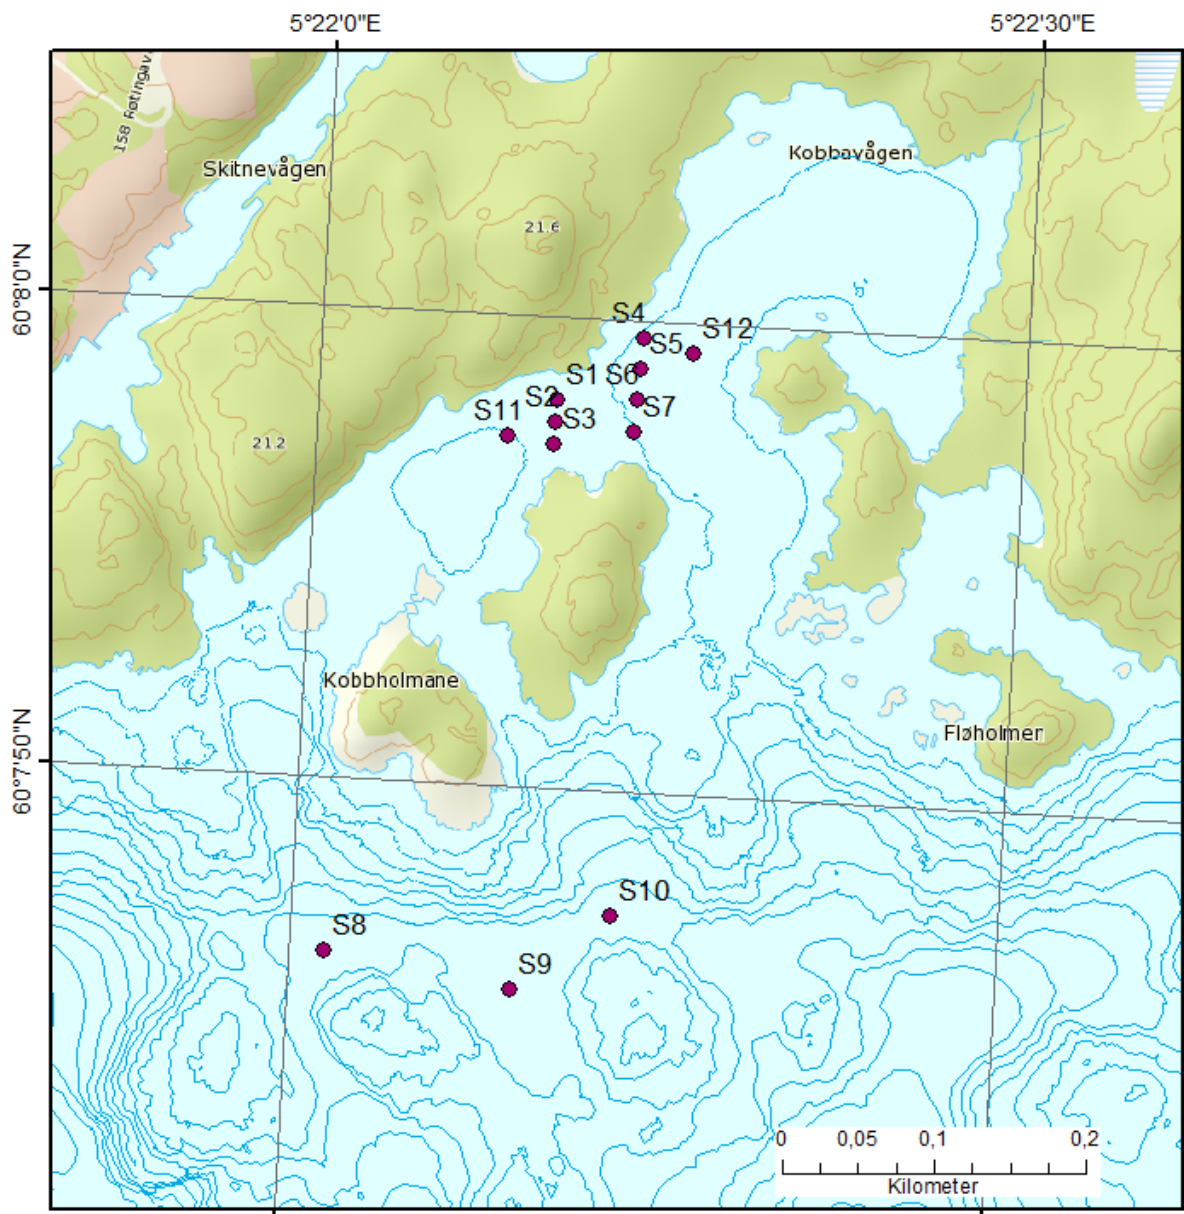 5°22'0"E 5°22'30"E
158 Røtingav
Skitnevågen
Kobbavågen
21.6
60°8'0"N
S4
S5 S12
S1 S6
S2 S7
S11 S3
21.2
Kobbholmane
60°7'50"N
Fløholmen
S10
S8
S9
0 0,05 0,1 0,2
Kilometer